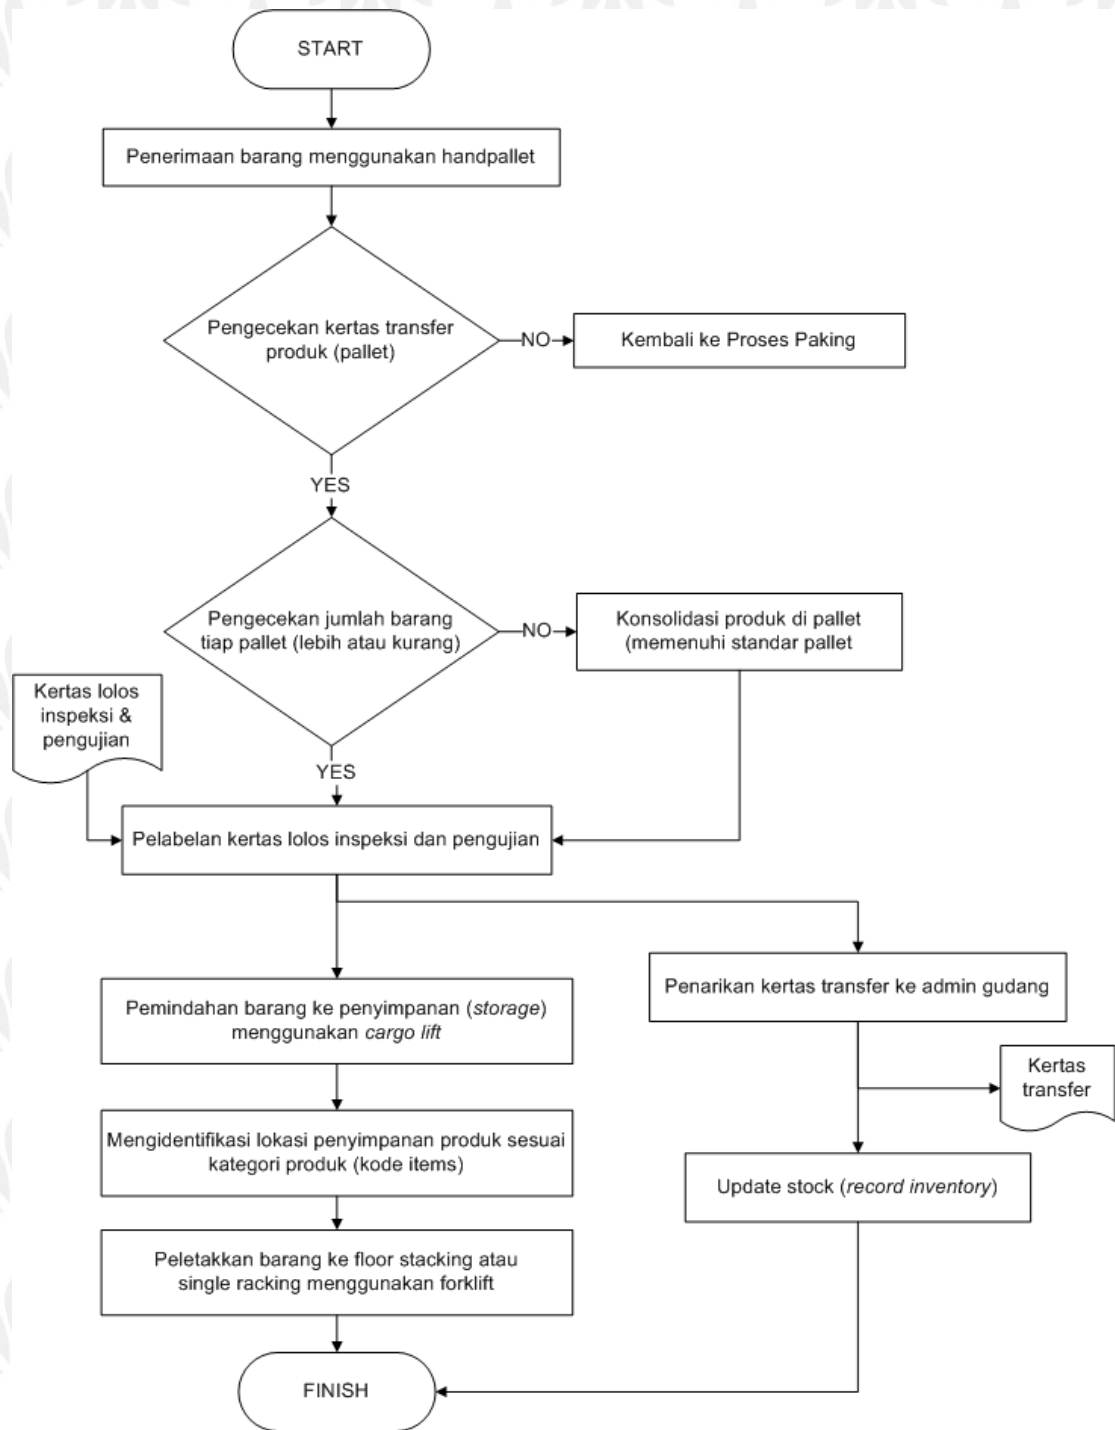 START
Penerimaan barang menggunakan handpallet
Pengecekan kertas transfer
produk (pallet)
NO
Kembali ke Proses Paking
YES
Pengecekan jumlah barang
tiap pallet (lebih atau kurang)
NO
Konsolidasi produk di pallet
(memenuhi standar pallet
Kertas lolos
inspeksi &
pengujian
YES
Pelabelan kertas lolos inspeksi dan pengujian
Pemindahan barang ke penyimpanan (storage)
menggunakan cargo lift
Penarikan kertas transfer ke admin gudang
Kertas
transfer
Mengidentifikasi lokasi penyimpanan produk sesuai
kategori produk (kode items)
Update stock (record inventory)
Peletakkan barang ke floor stacking atau
single racking menggunakan forklift
FINISH